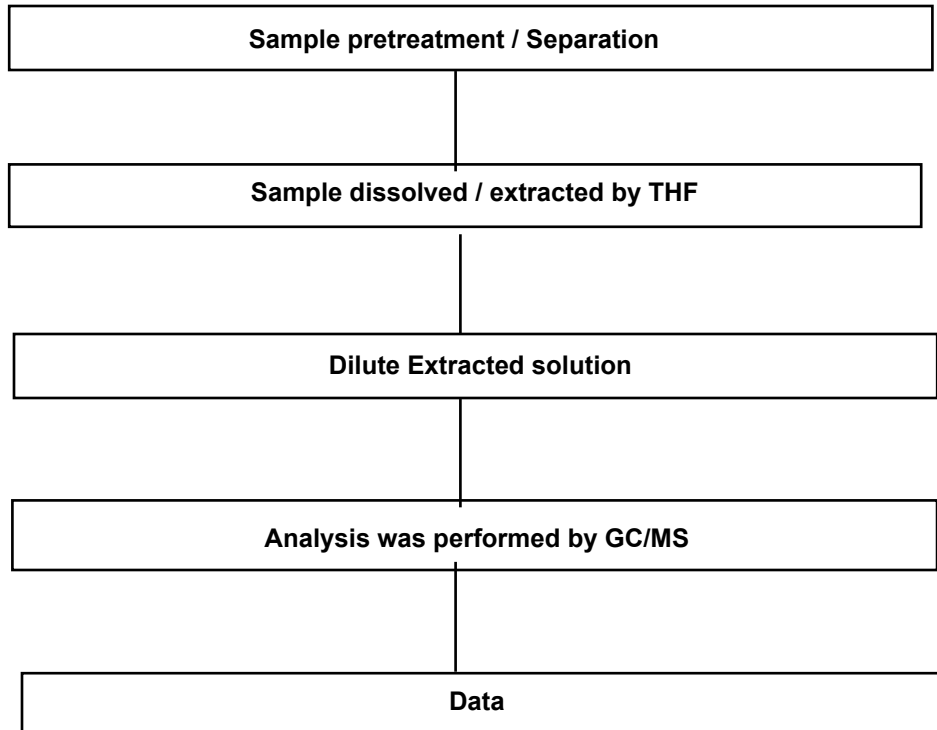 Sample pretreatment / Separation
Sample dissolved / extracted by THF
Dilute Extracted solution
Analysis was performed by GC/MS
Data